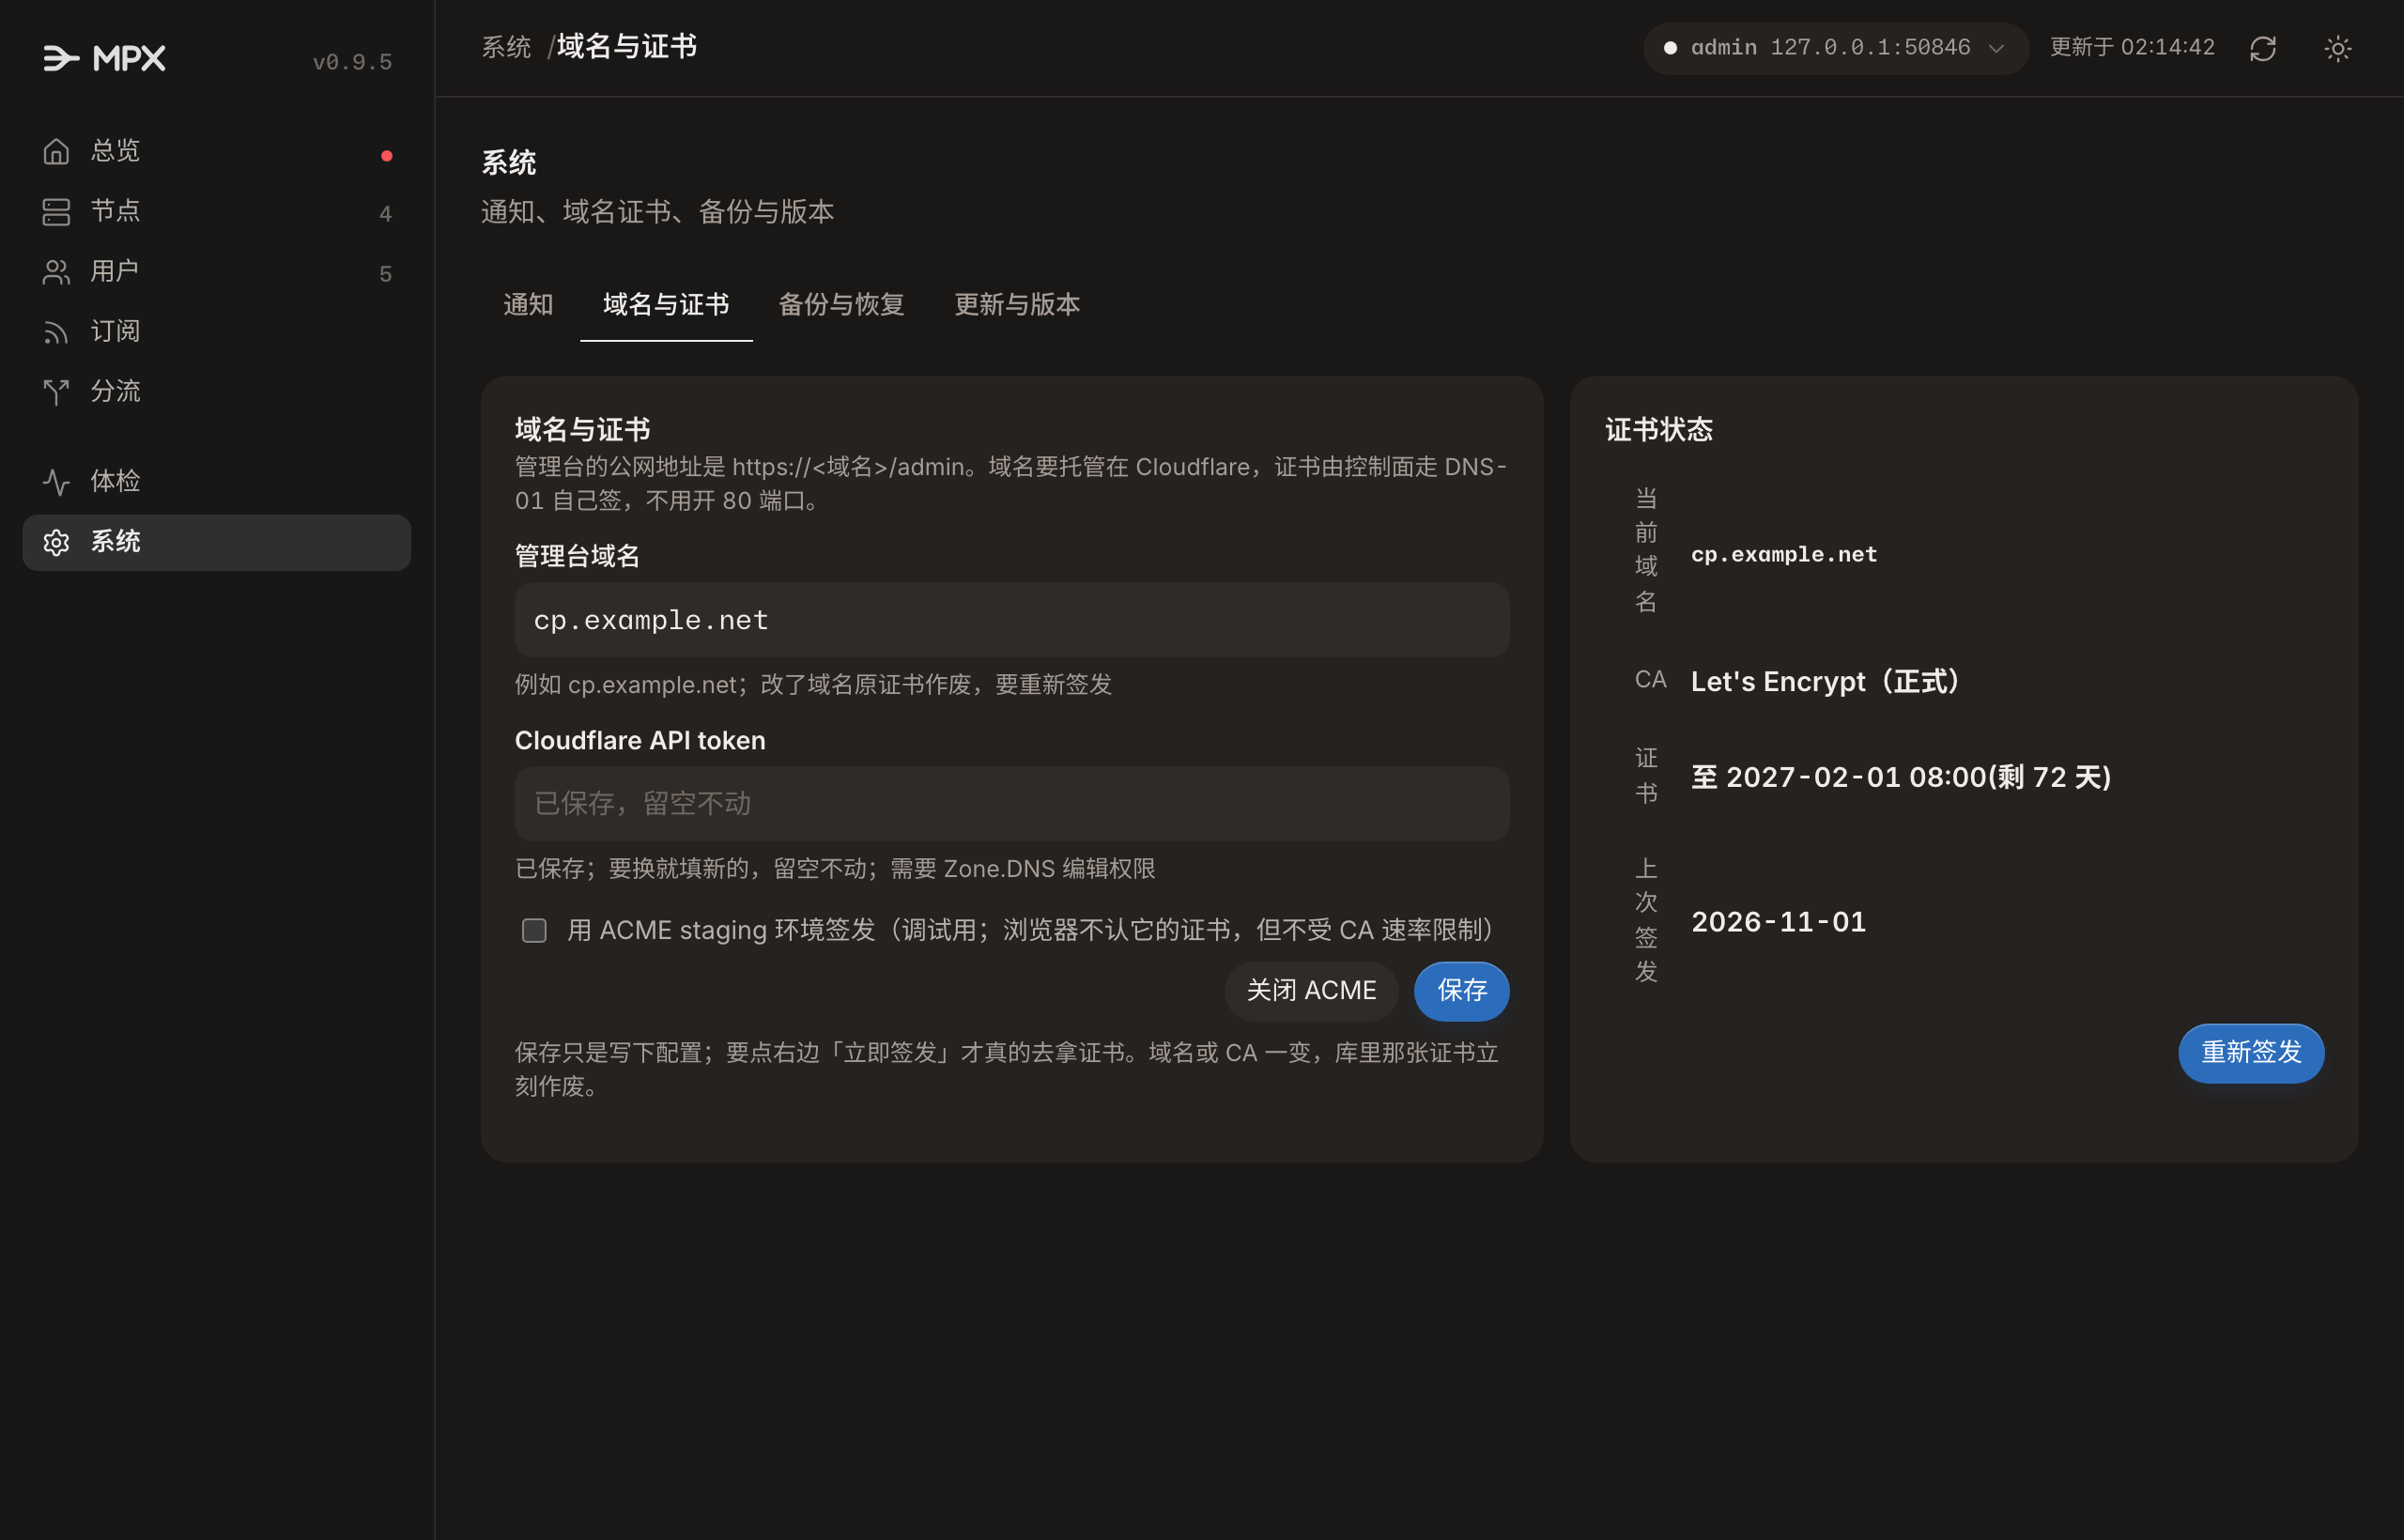 MPX
v0.9.5
总览
节点
4
用户
5
订阅
分流
体检
系统
系统 /域名与证书
admin 127.0.0.1:50846
更新于 02:14:42
系统
通知、域名证书、备份与版本
通知
域名与证书
备份与恢复
更新与版本
域名与证书
管理台的公网地址是 https://<域名>/admin。域名要托管在 Cloudflare，证书由控制面走 DNS-
01 自己签，不用开 80 端口。
管理台域名
cp.example.net
例如 cp.example.net；改了域名原证书作废，要重新签发
Cloudflare API token
已保存，留空不动
已保存；要换就填新的，留空不动；需要 Zone.DNS 编辑权限
用 ACME staging 环境签发（调试用；浏览器不认它的证书，但不受 CA 速率限制）
关闭 ACME
保存
保存只是写下配置；要点右边「立即签发」才真的去拿证书。域名或 CA 一变，库里那张证书立
刻作废。
证书状态
当前域名
cp.example.net
CA
Let's Encrypt（正式）
证书
至 2027-02-01 08:00(剩 72 天)
上次签发
2026-11-01
重新签发